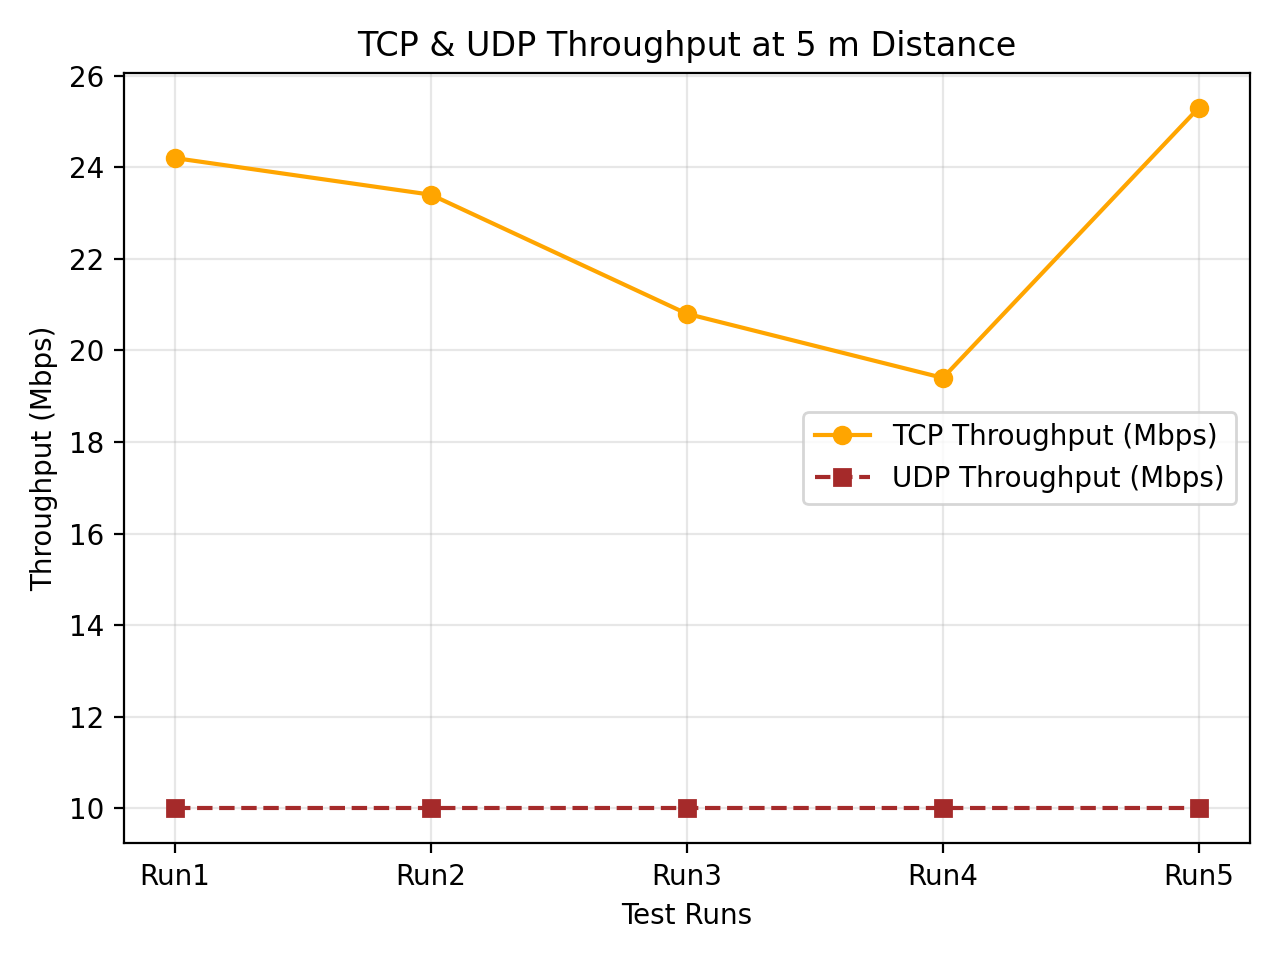 TCP & UDP Throughput at 5 m Distance
Throughput (Mbps)
26
24
22
20
18
16
14
12
10
TCP Throughput (Mbps)
UDP Throughput (Mbps)
Run1 Run2 Run3 Run4 Run5
Test Runs